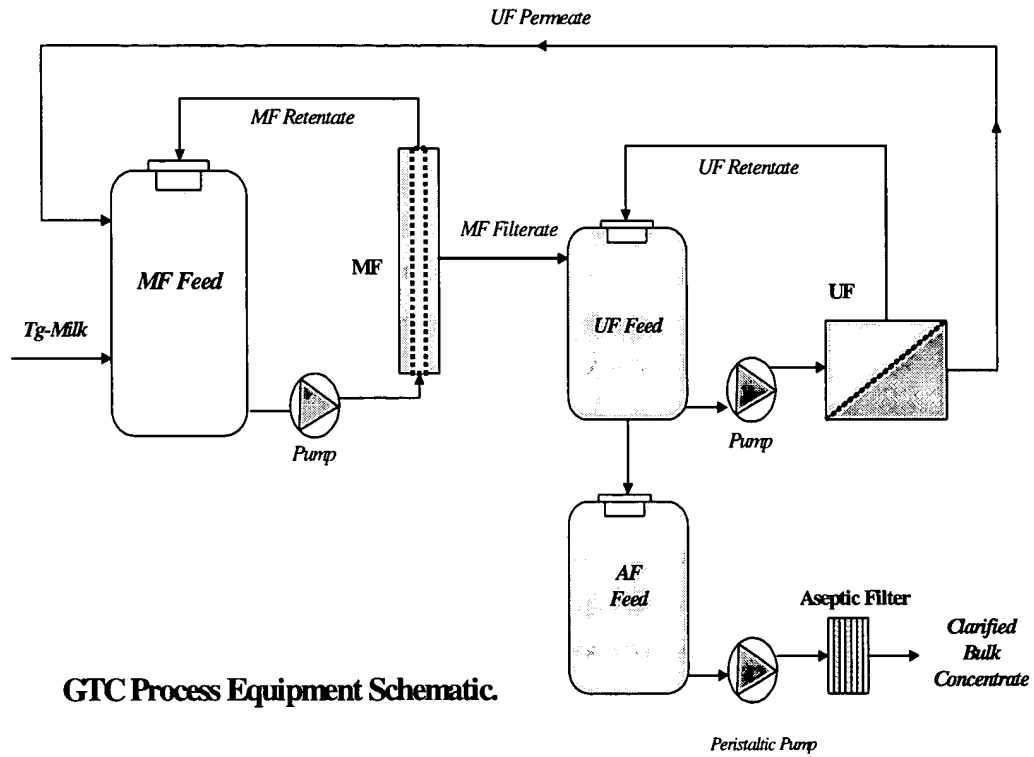 UF Permeate
MF Retentate
UF Retentate
MF Filterate
MF
MF Feed
UF
UF Feed
Tg-Milk
Pump
Pump
AF
Feed
Aseptic Filter
Clarified
Bulk
Concentrate
GTC Process Equipment Schematic.
Peristaltic Pump